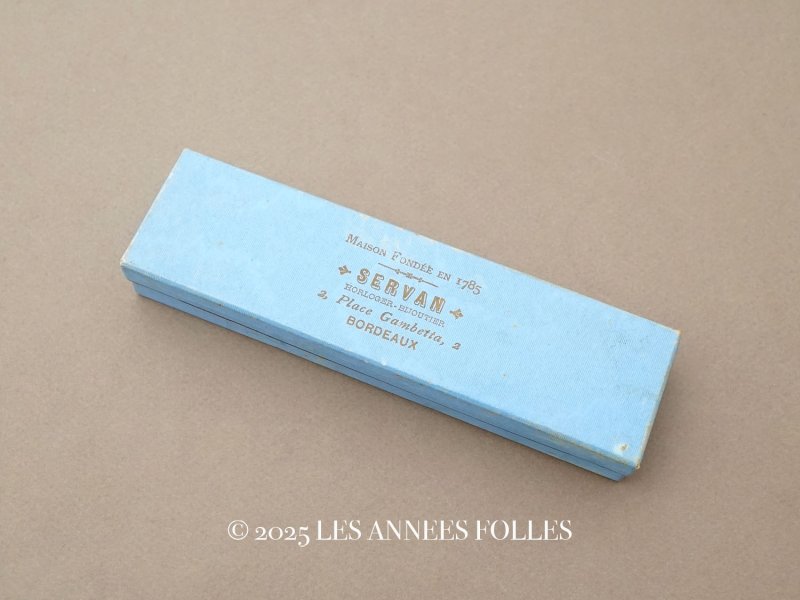 Maison Fondée en 1785
SERVAN
HORLOGER-BIJOUTIER
2, Place Gambetta, 2
BORDEAUX
© 2025 LES ANNEES FOLLES